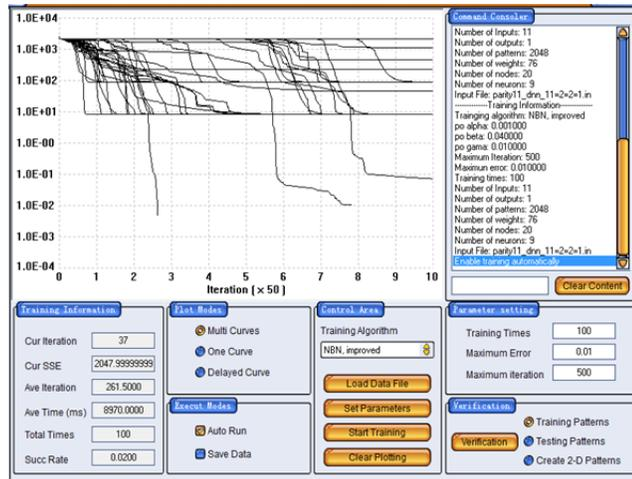 1.0E+04
1.0E+03
1.0E+02
1.0E+01
1.0E-00
1.0E-01
1.0E-02
1.0E-03
1.0E-04
0 1 2 3 4 5 6 7 8 9 10
Iteration ( × 50 )
Command Consoler
Number of Inputs: 11
Number of outputs: 1
Number of patterns: 2048
Number of weights: 76
Number of nodes: 20
Number of neurons: 9
Input File: parity11_dnn_11=2=2=1.in
--------------Training Information--------------
Trainging algorithm: NBN, improved
po alpha: 0.001000
po beta: 0.040000
po gama: 0.010000
Maximum Iteration: 500
Maximun error: 0.010000
Training times: 100
Number of Inputs: 11
Number of outputs: 1
Number of patterns: 2048
Number of weights: 76
Number of nodes: 20
Number of neurons: 9
Input File: parity11_dnn_11=2=2=1.in
Enable training automatically
Clear Content
Training Information
Cur Iteration 37
Cur SSE 2047.99999999
Ave Iteration 261.5000
Ave Time (ms) 8970.0000
Total Times 100
Succ Rate 0.0200
Plot Modes
Multi Curves
One Curve
Delayed Curve
Execut Modes
Auto Run
Save Data
Control Area
Training Algorithm
NBN, improved
Load Data File
Set Parameters
Start Training
Clear Plotting
Parameter setting
Training Times 100
Maximum Error 0.01
Maximum iteration 500
Verification
Verification
Training Patterns
Testing Patterns
Create 2-D Patterns